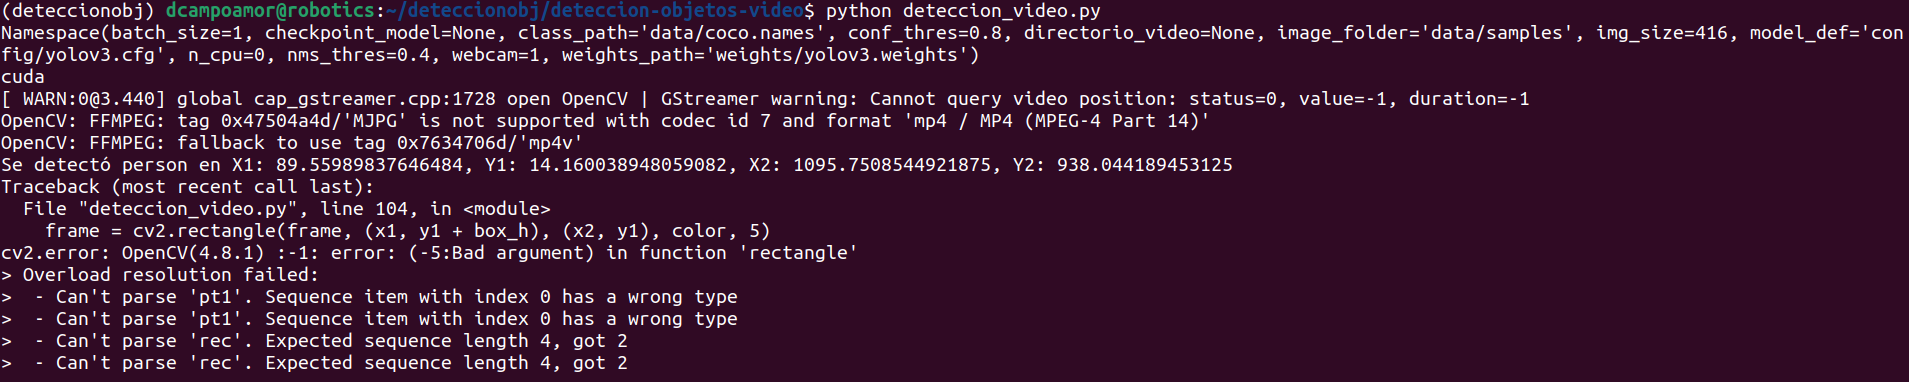 (deteccionobj) dcampoamor@robotics:~/deteccionobj/deteccion-objetos-video$ python deteccion_video.py
Namespace(batch_size=1, checkpoint_model=None, class_path='data/coco.names', conf_thres=0.8, directorio_video=None, image_folder='data/samples', img_size=416, model_def='con
fig/yolov3.cfg', n_cpu=0, nms_thres=0.4, webcam=1, weights_path='weights/yolov3.weights')
cuda
[ WARN:0@3.440] global cap_gstreamer.cpp:1728 open OpenCV | GStreamer warning: Cannot query video position: status=0, value=-1, duration=-1
OpenCV: FFMPEG: tag 0x47504a4d/'MJPG' is not supported with codec id 7 and format 'mp4 / MP4 (MPEG-4 Part 14)'
OpenCV: FFMPEG: fallback to use tag 0x7634706d/'mp4v'
Se detectó person en X1: 89.55989837646484, Y1: 14.160038948059082, X2: 1095.7508544921875, Y2: 938.044189453125
Traceback (most recent call last):
  File "deteccion_video.py", line 104, in <module>
    frame = cv2.rectangle(frame, (x1, y1 + box_h), (x2, y1), color, 5)
cv2.error: OpenCV(4.8.1) :-1: error: (-5:Bad argument) in function 'rectangle'
> Overload resolution failed:
>  - Can't parse 'pt1'. Sequence item with index 0 has a wrong type
>  - Can't parse 'pt1'. Sequence item with index 0 has a wrong type
>  - Can't parse 'rec'. Expected sequence length 4, got 2
>  - Can't parse 'rec'. Expected sequence length 4, got 2